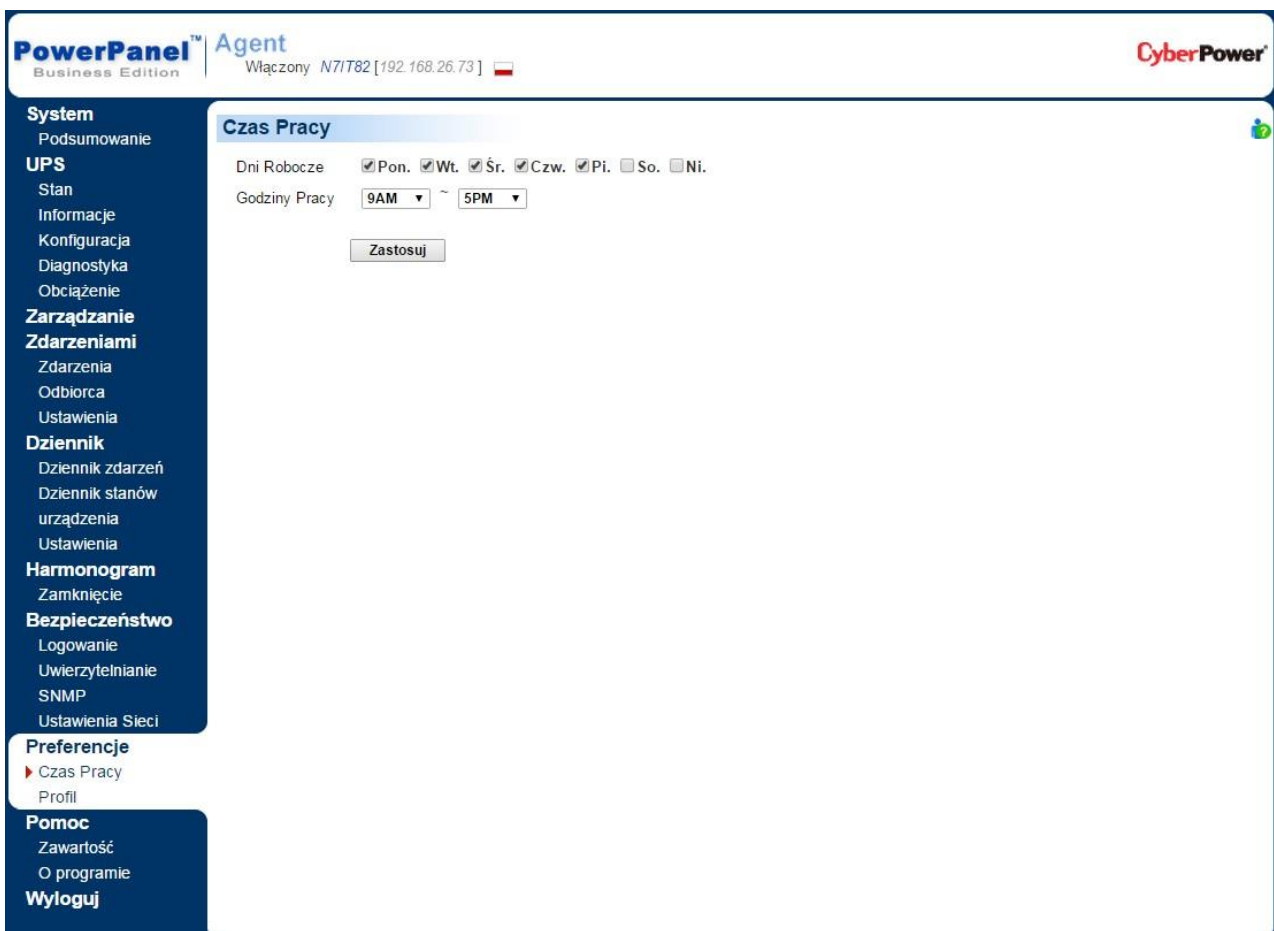 PowerPanel™
Business Edition
Agent
Włączony N7IT82 [192.168.26.73]
CyberPower®
System
Podsumowanie
UPS
Stan
Informacje
Konfiguracja
Diagnostyka
Obciążenie
Zarządzanie
Zdarzeniami
Zdarzenia
Odbiorca
Ustawienia
Dziennik
Dziennik zdarzeń
Dziennik stanów
urządzenia
Ustawienia
Harmonogram
Zamknięcie
Bezpieczeństwo
Logowanie
Uwierzytelnianie
SNMP
Ustawienia Sieci
Preferencje
Czas Pracy
Profil
Pomoc
Zawartość
O programie
Wyloguj
Czas Pracy
Dni Robocze Pon. Wt. Śr. Czw. Pi. So. Ni.
Godziny Pracy 9AM ~ 5PM
Zastosuj